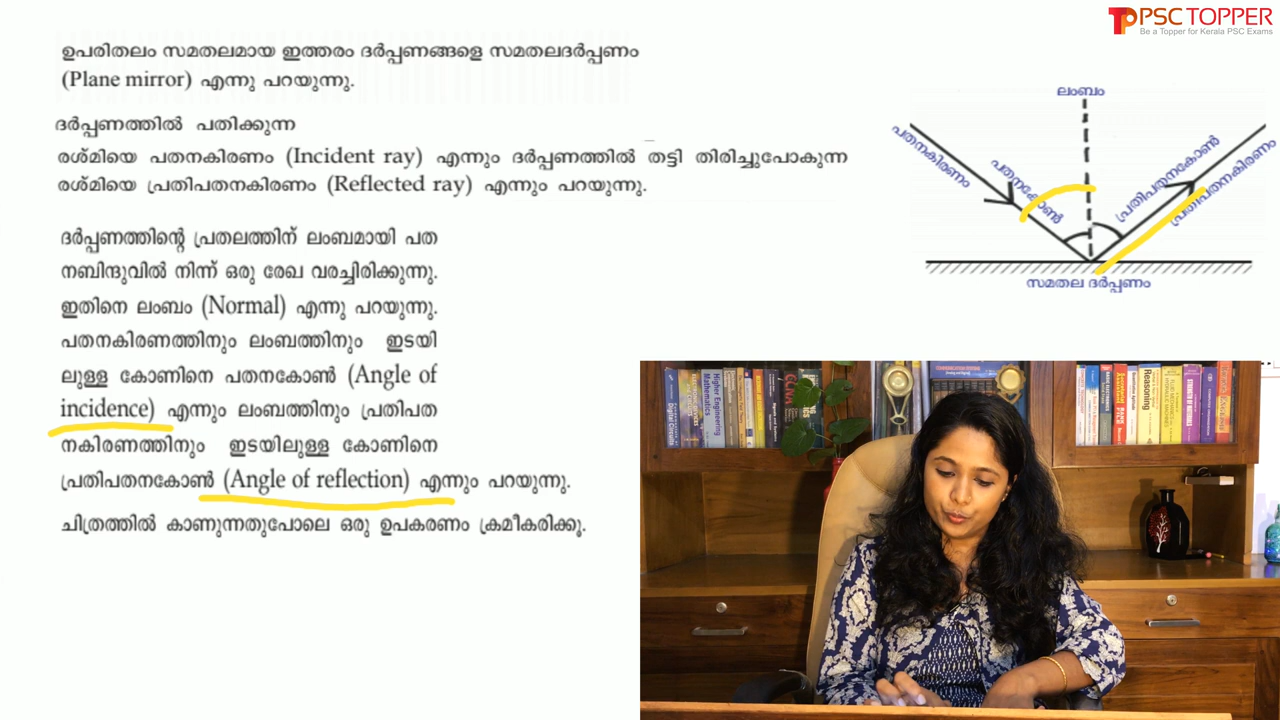 PSC TOPPER
Be a Topper for Kerala PSC Exams
ഉപരിതലം സമതലമായ ഇത്തരം ദർപ്പണങ്ങളെ സമതലദർപ്പണം
(Plane mirror) എന്നു പറയുന്നു.
ദർപ്പണത്തിൽ പതിക്കുന്ന
രശ്മിയെ പതനകിരണം (Incident ray) എന്നും ദർപ്പണത്തിൽ തട്ടി തിരിച്ചുപോകുന്ന
രശ്മിയെ പ്രതിപതനകിരണം (Reflected ray) എന്നും പറയുന്നു.
ദർപ്പണത്തിന്റെ പ്രതലത്തിന് ലംബമായി പത
നബിന്ദുവിൽ നിന്ന് ഒരു രേഖ വരച്ചിരിക്കുന്നു.
ഇതിനെ ലംബം (Normal) എന്നു പറയുന്നു.
പതനകിരണത്തിനും ലംബത്തിനും ഇടയി
ലുള്ള കോണിനെ പതനകോൺ (Angle of
incidence) എന്നും ലംബത്തിനും പ്രതിപത
നകിരണത്തിനും ഇടയിലുള്ള കോണിനെ
പ്രതിപതനകോൺ (Angle of reflection) എന്നും പറയുന്നു.
ചിത്രത്തിൽ കാണുന്നതുപോലെ ഒരു ഉപകരണം ക്രമീകരിക്കൂ.
ലംബം
പതനകിരണം
പതനകോൺ
പ്രതിപതനകോൺ
പ്രതിപതനകിരണം
സമതല ദർപ്പണം
Higher Engineering Mathematics
Reasoning